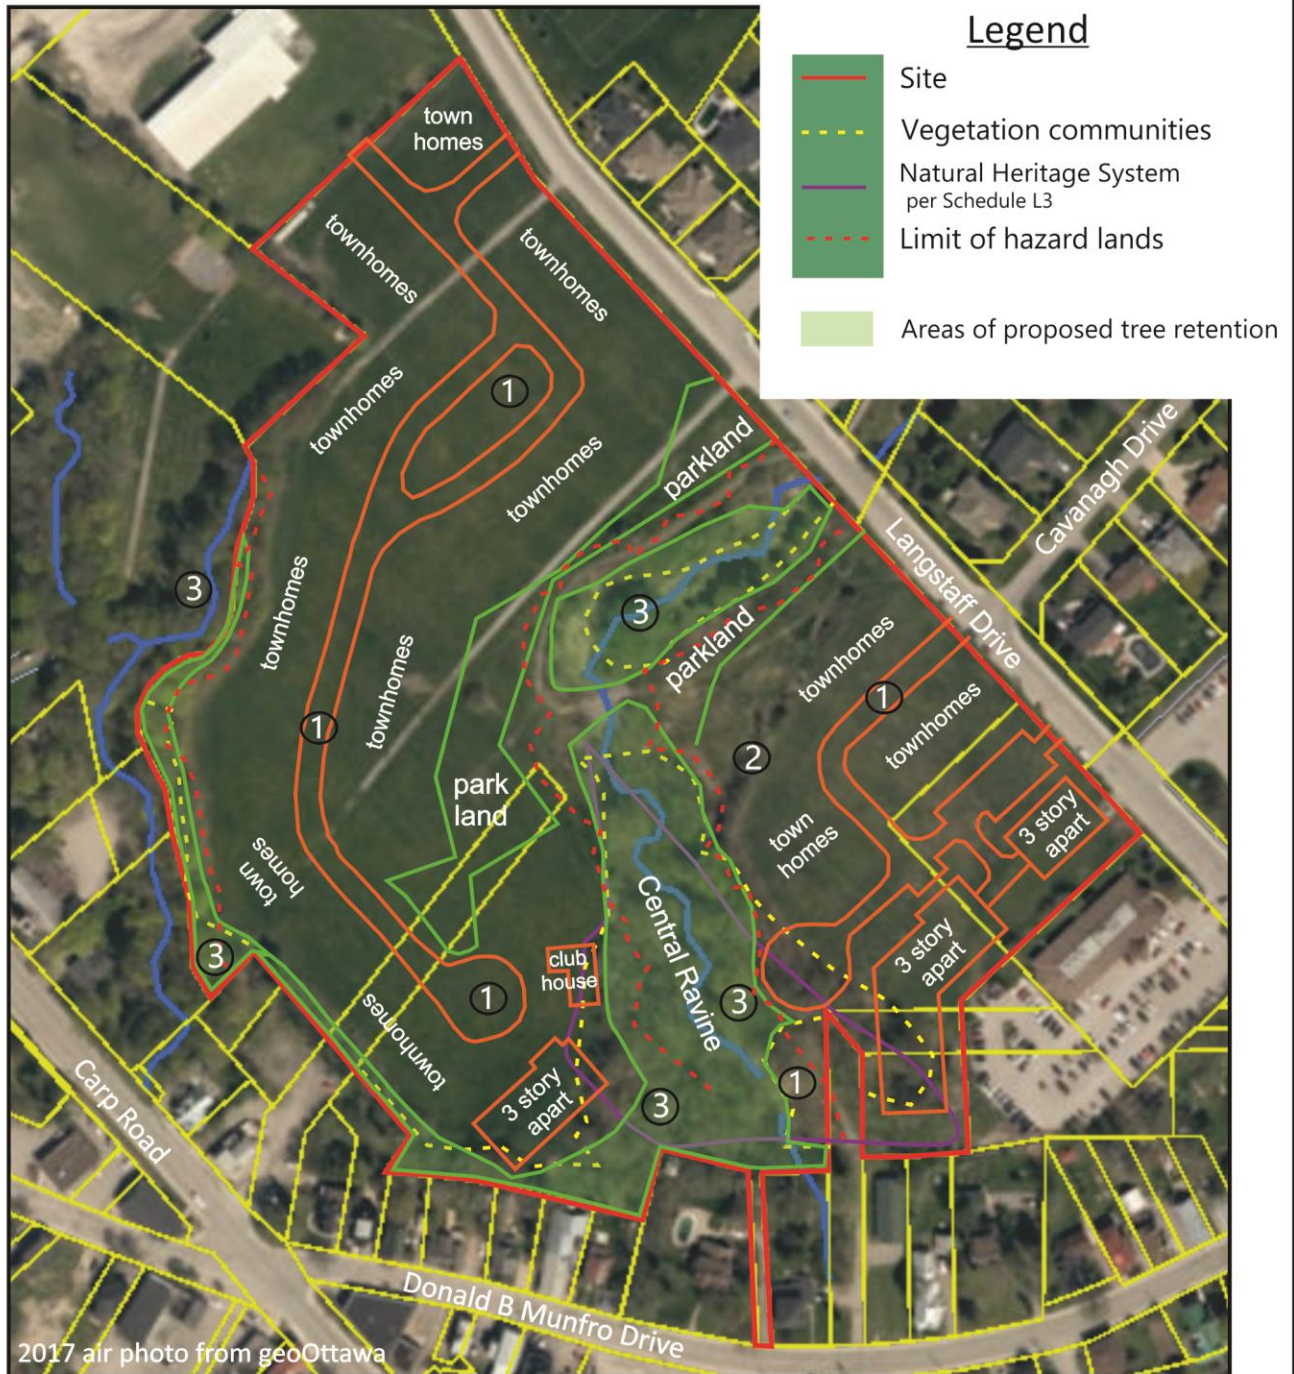 Legend
Site
Vegetation communities
Natural Heritage System
per Schedule L3
Limit of hazard lands
Areas of proposed tree retention
town
homes
townhomes
townhomes
townhomes
1
townhomes
parkland
Cavanagh Drive
Langstaff Drive
3
3
parkland
townhomes
townhomes
townhomes
1
townhomes
1
2
park
land
town
homes
3 story
apart
town
homes
Central Ravine
3 story
apart
3
club
house
1
3
townhomes
3 story
apart
1
3
Carp Road
Donald B Munfro Drive
2017 air photo from geoOttawa